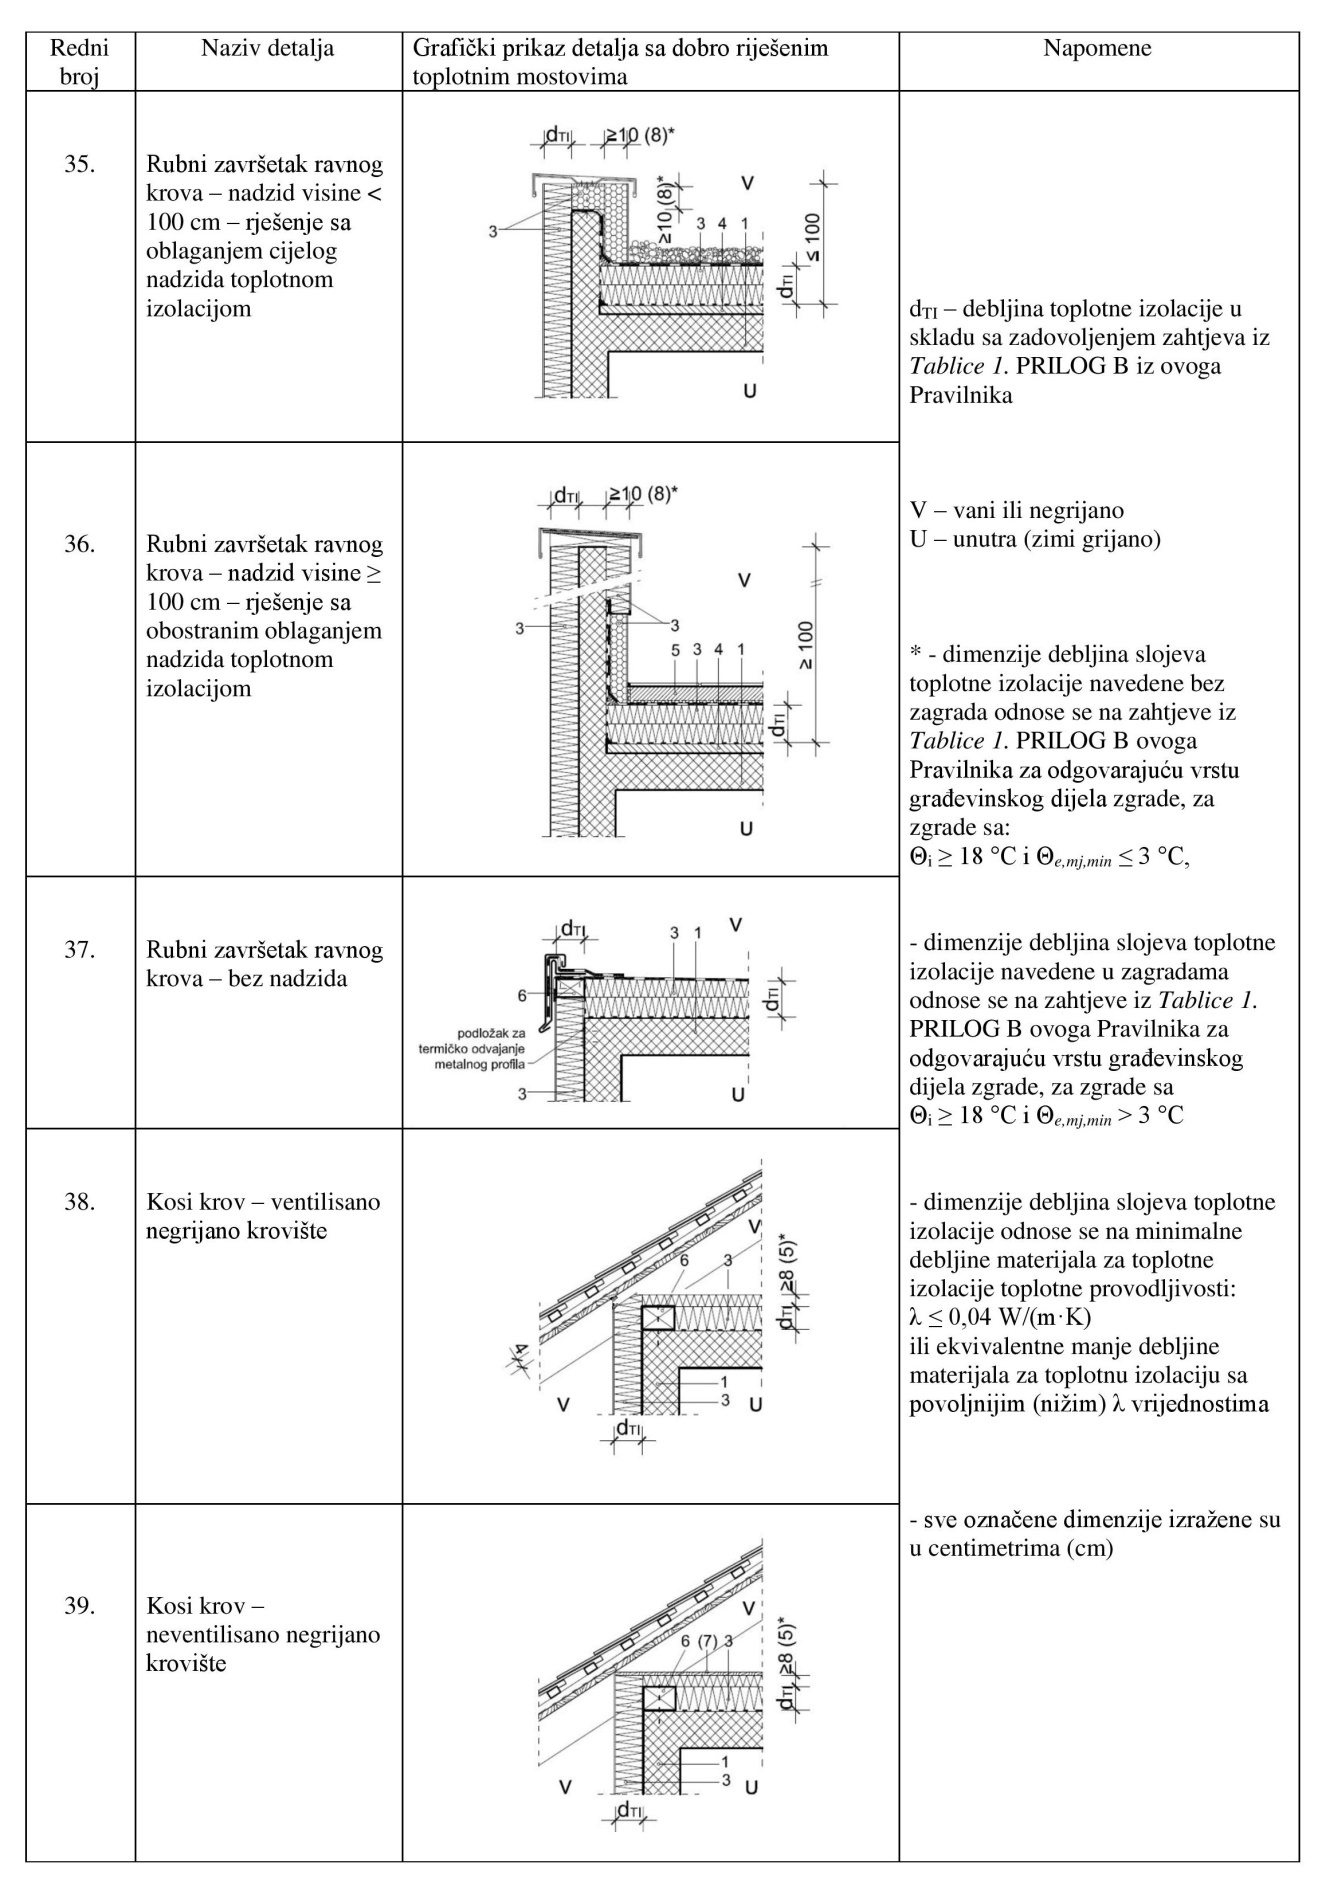 Redni broj
Naziv detalja
Grafički prikaz detalja sa dobro riješenim
toplotnim mostovima
Napomene
35.
Rubni završetak ravnog
krova – nadzid visine <
100 cm – rješenje sa
oblaganjem cijelog
nadzida toplotnom
izolacijom
dTI
≥10 (8)*
V
≥10 (8)*
3
3 4 1
≤ 100
dTI
U
36.
Rubni završetak ravnog
krova – nadzid visine ≥
100 cm – rješenje sa
obostranim oblaganjem
nadzida toplotnom
izolacijom
dTI
≥10 (8)*
V
3
3
5 3 4 1
≥ 100
dTI
U
37.
Rubni završetak ravnog
krova – bez nadzida
dTI
V
3 1
6
dTI
podložak za
termičko odvajanje
metalnog profila
3
U
38.
Kosi krov – ventilisano
negrijano krovište
V
6 3
≥8 (5)*
dTI
4
1
3
V
U
dTI
39.
Kosi krov –
neventilisano negrijano
krovište
V
6 (7) 3
≥8 (5)*
dTI
1
3
V
U
dTI
dTI – debljina toplotne izolacije u
skladu sa zadovoljenjem zahtjeva iz
Tablice 1. PRILOG B iz ovoga
Pravilnika
V – vani ili negrijano
U – unutra (zimi grijano)
* - dimenzije debljina slojeva
toplotne izolacije navedene bez
zagrada odnose se na zahtjeve iz
Tablice 1. PRILOG B ovoga
Pravilnika za odgovarajuću vrstu
građevinskog dijela zgrade, za
zgrade sa:
Θi ≥ 18 °C i Θe,mj,min ≤ 3 °C,
- dimenzije debljina slojeva toplotne
izolacije navedene u zagradama
odnose se na zahtjeve iz Tablice 1.
PRILOG B ovoga Pravilnika za
odgovarajuću vrstu građevinskog
dijela zgrade, za zgrade sa
Θi ≥ 18 °C i Θe,mj,min > 3 °C
- dimenzije debljina slojeva toplotne
izolacije odnose se na minimalne
debljine materijala za toplotne
izolacije toplotne provodljivosti:
λ ≤ 0,04 W/(m·K)
ili ekvivalentne manje debljine
materijala za toplotnu izolaciju sa
povoljnijim (nižim) λ vrijednostima
- sve označene dimenzije izražene su
u centimetrima (cm)